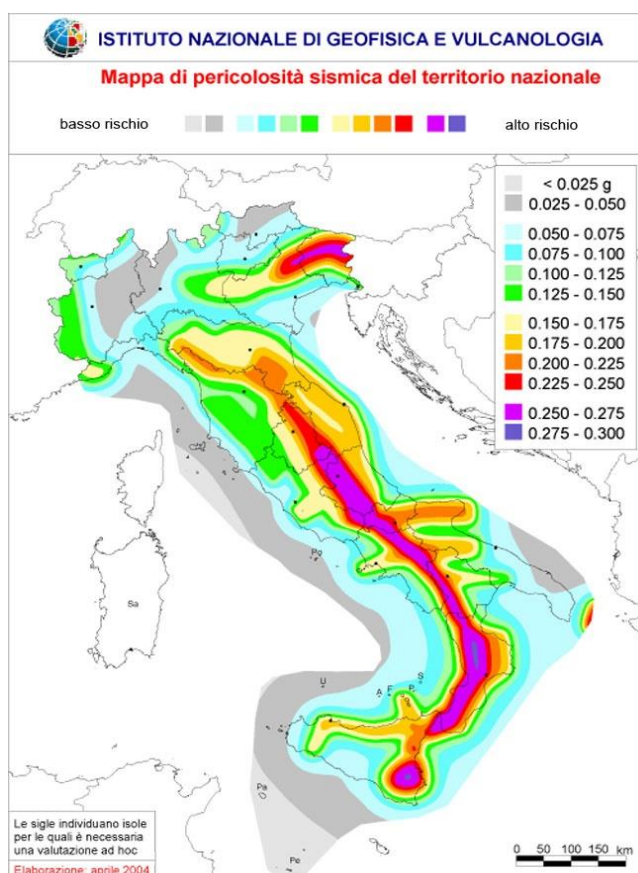 ISTITUTO NAZIONALE DI GEOFISICA E VULCANOLOGIA
Mappa di pericolosità sismica del territorio nazionale
basso rischio
alto rischio
< 0.025 g
0.025 - 0.050
0.050 - 0.075
0.075 - 0.100
0.100 - 0.125
0.125 - 0.150
0.150 - 0.175
0.175 - 0.200
0.200 - 0.225
0.225 - 0.250
0.250 - 0.275
0.275 - 0.300
Po
Sa
U
A
F
P
S
Pa
Pe
Le sigle individuano isole
per le quali è necessaria
una valutazione ad hoc
Elaborazione: aprile 2004
0 50 100 150 km